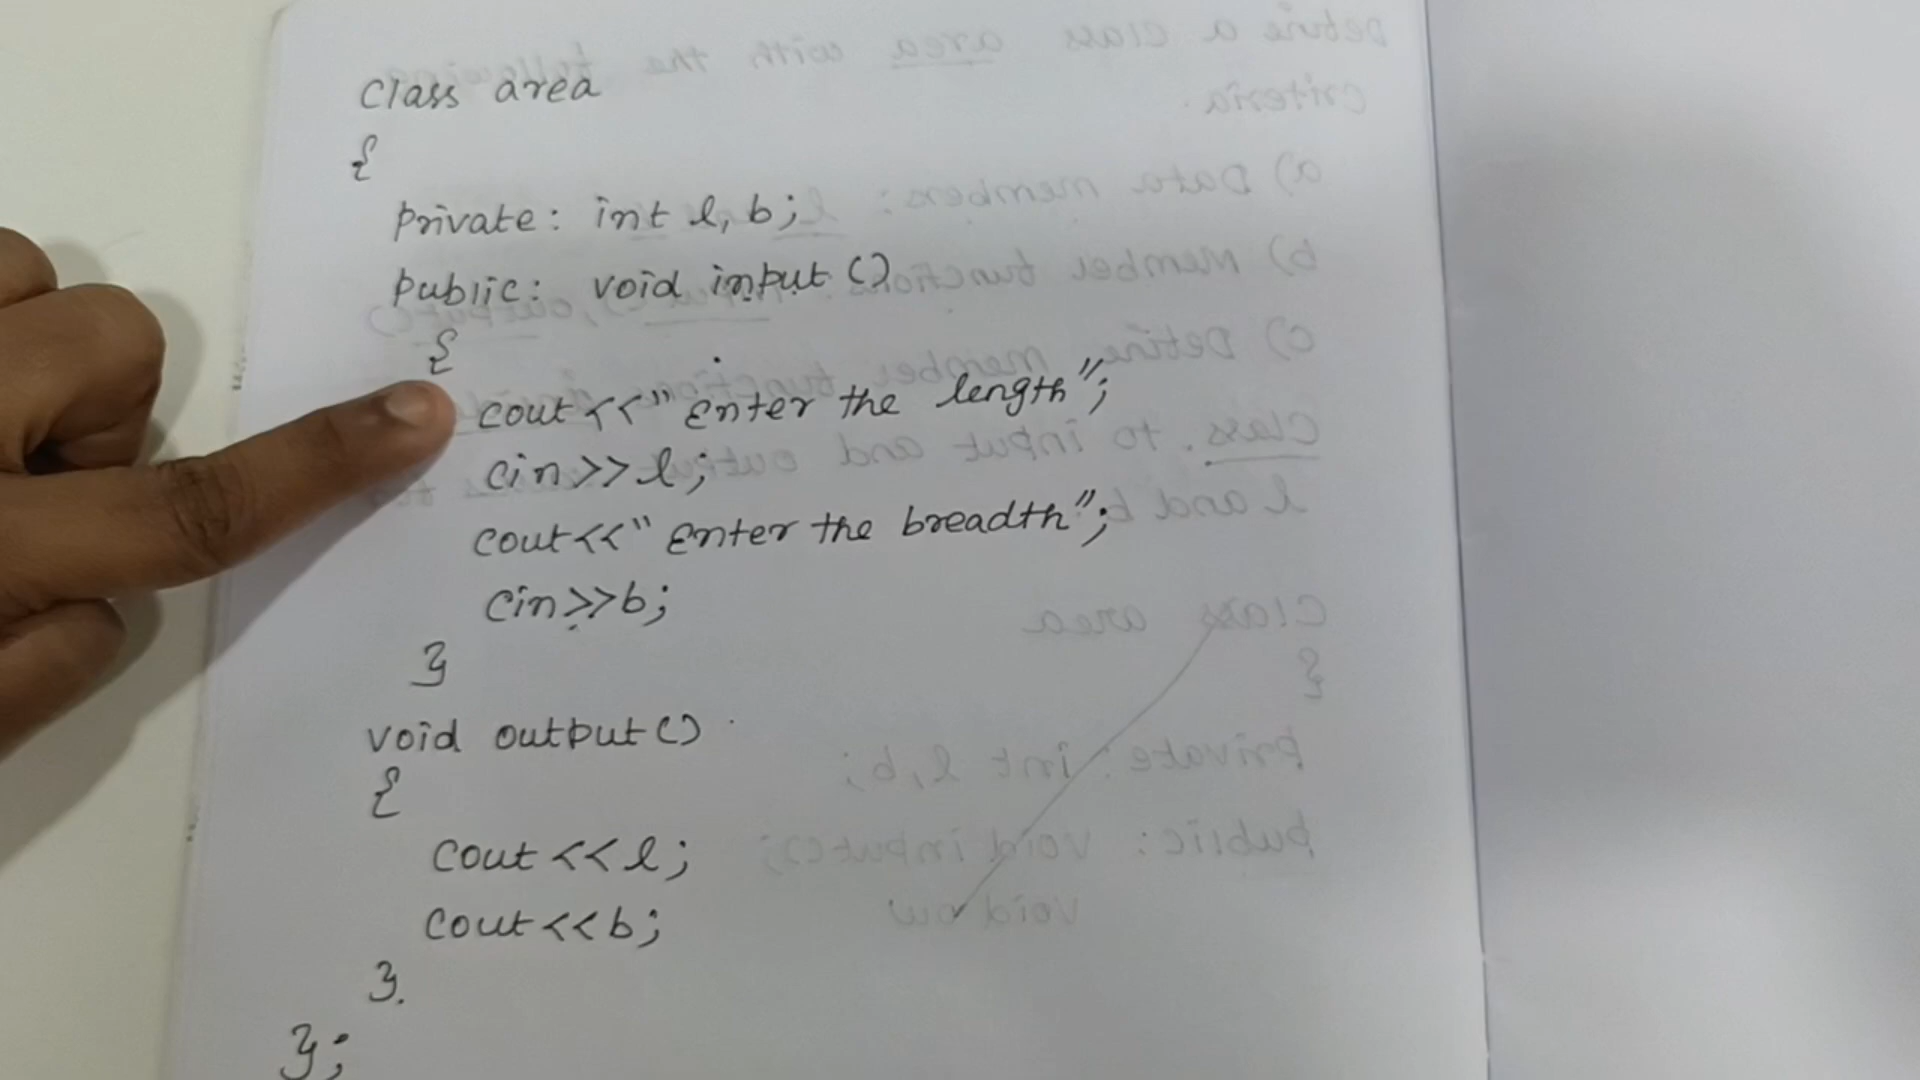 class area
{
private: int l, b;
public: void input ()
{
cout <<" Enter the length";
cin>>l;
cout<<" Enter the breadth";
cin>>b;
}
void output()
{
cout <<l;
cout <<b;
}.
};